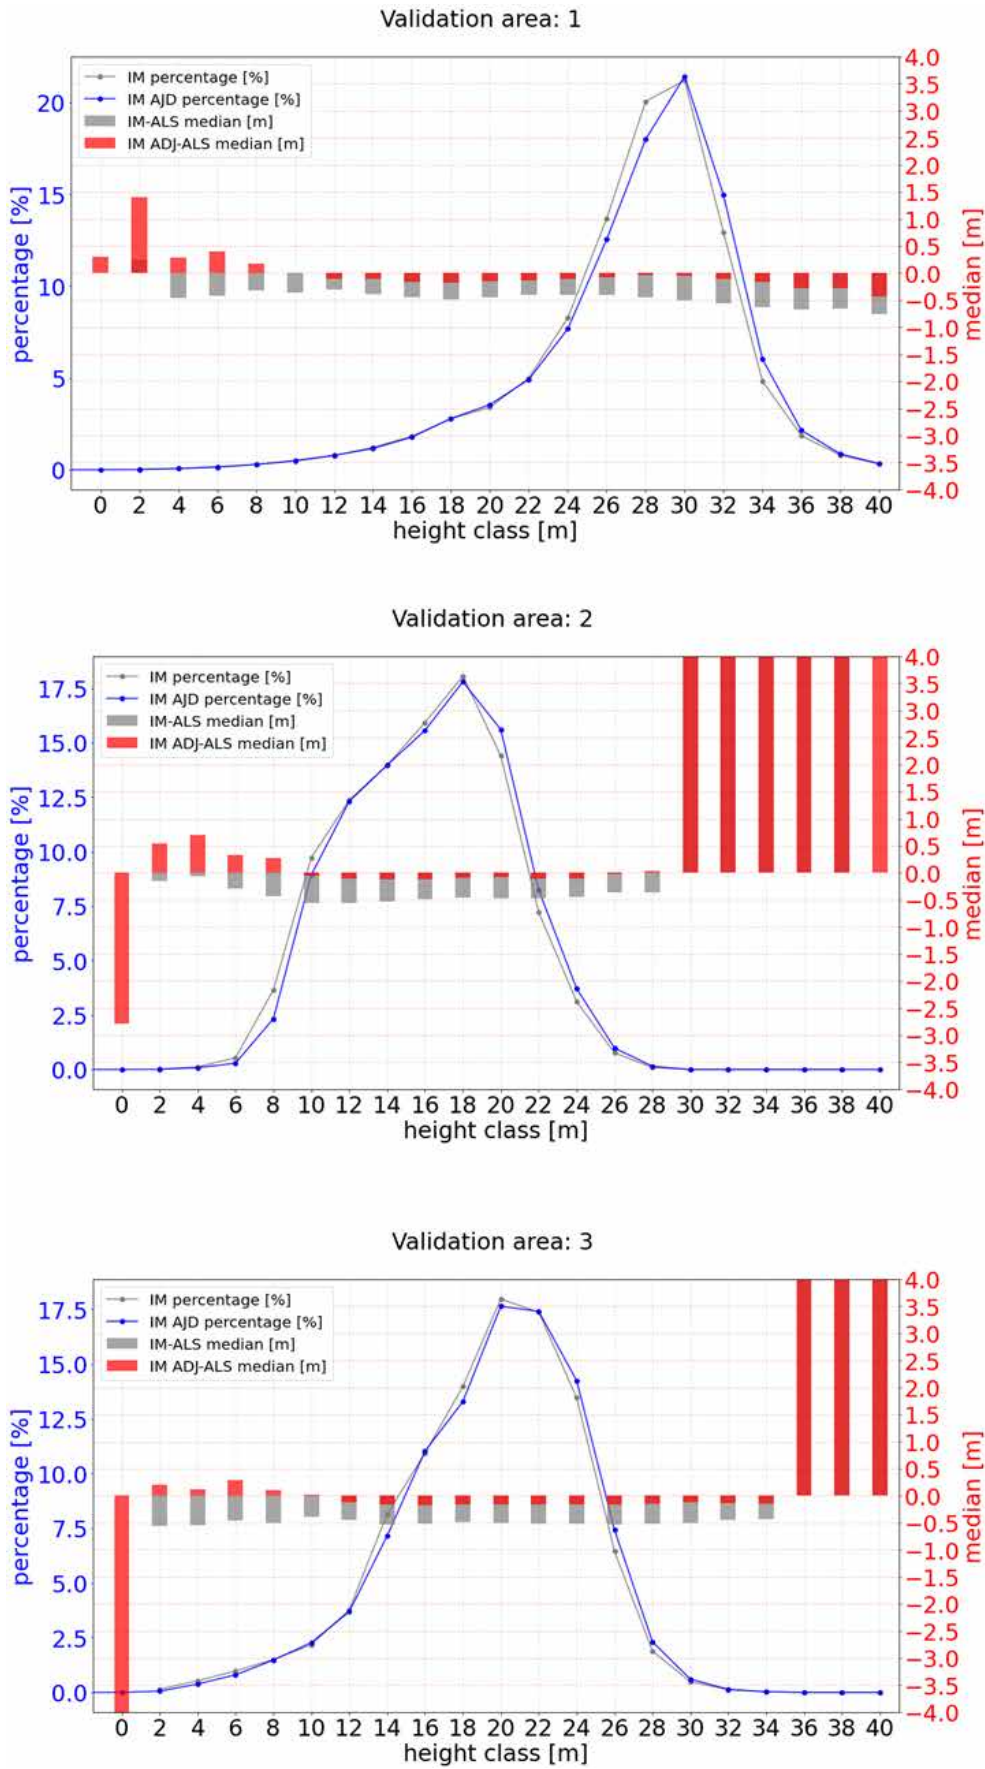 Validation area: 1
IM percentage [%]
IM AJD percentage [%]
IM-ALS median [m]
IM ADJ-ALS median [m]
percentage [%]
20
15
10
5
0
4.0
3.5
3.0
2.5
2.0
1.5
1.0
0.5
0.0
−0.5
−1.0
−1.5
−2.0
−2.5
−3.0
−3.5
−4.0
median [m]
0 2 4 6 8 10 12 14 16 18 20 22 24 26 28 30 32 34 36 38 40
height class [m]
Validation area: 2
IM percentage [%]
IM AJD percentage [%]
IM-ALS median [m]
IM ADJ-ALS median [m]
percentage [%]
17.5
15.0
12.5
10.0
7.5
5.0
2.5
0.0
4.0
3.5
3.0
2.5
2.0
1.5
1.0
0.5
0.0
−0.5
−1.0
−1.5
−2.0
−2.5
−3.0
−3.5
−4.0
median [m]
0 2 4 6 8 10 12 14 16 18 20 22 24 26 28 30 32 34 36 38 40
height class [m]
Validation area: 3
IM percentage [%]
IM AJD percentage [%]
IM-ALS median [m]
IM ADJ-ALS median [m]
percentage [%]
17.5
15.0
12.5
10.0
7.5
5.0
2.5
0.0
4.0
3.5
3.0
2.5
2.0
1.5
1.0
0.5
0.0
−0.5
−1.0
−1.5
−2.0
−2.5
−3.0
−3.5
−4.0
median [m]
0 2 4 6 8 10 12 14 16 18 20 22 24 26 28 30 32 34 36 38 40
height class [m]